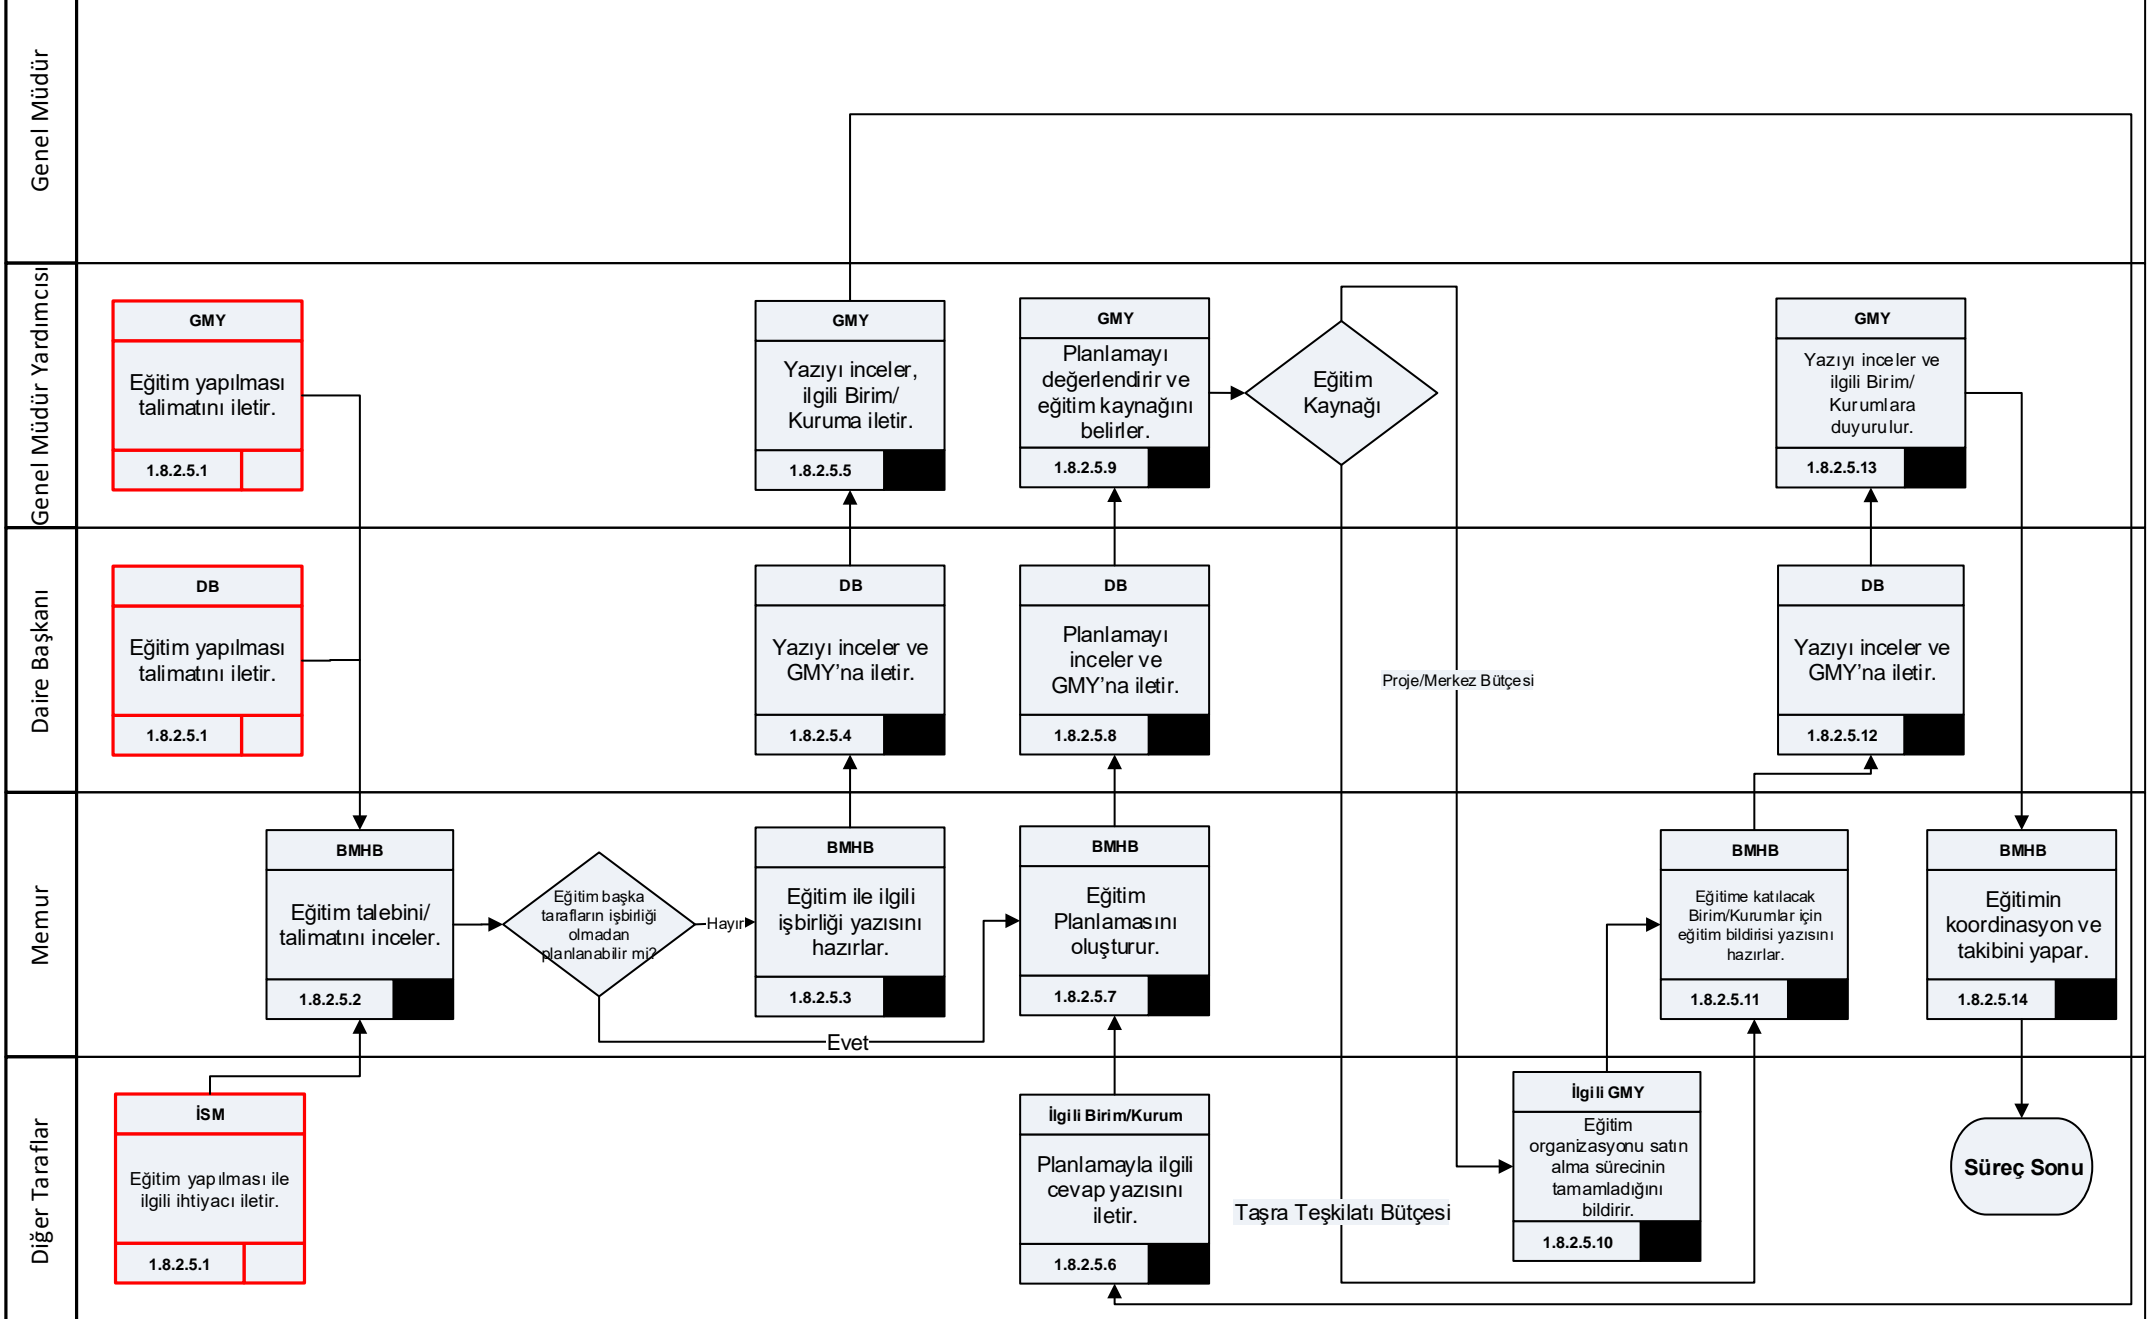 Genel Müdür
Genel Müdür Yardımcısı
GMY
Eğitim yapılması
talimatını iletir.
1.8.2.5.1
GMY
Yazıyı inceler,
ilgili Birim/
Kuruma iletir.
1.8.2.5.5
GMY
Planlamayı
değerlendirir ve
eğitim kaynağını
belirler.
1.8.2.5.9
Eğitim
Kaynağı
GMY
Yazıyı inceler ve
ilgili Birim/
Kurumlara
duyurulur.
1.8.2.5.13
Daire Başkanı
DB
Eğitim yapılması
talimatını iletir.
1.8.2.5.1
DB
Yazıyı inceler ve
GMY’na iletir.
1.8.2.5.4
DB
Planlamayı
inceler ve
GMY’na iletir.
1.8.2.5.8
Proje/Merkez Bütçesi
DB
Yazıyı inceler ve
GMY’na iletir.
1.8.2.5.12
Memur
BMHB
Eğitim talebini/
talimatını inceler.
1.8.2.5.2
Eğitim başka
tarafların işbirliği
olmadan
planlanabilir mi?
Hayır
Evet
BMHB
Eğitim ile ilgili
işbirliği yazısını
hazırlar.
1.8.2.5.3
BMHB
Eğitim
Planlamasını
oluşturur.
1.8.2.5.7
BMHB
Eğitime katılacak
Birim/Kurumlar için
eğitim bildirisi yazısını
hazırlar.
1.8.2.5.11
BMHB
Eğitimin
koordinasyon ve
takibini yapar.
1.8.2.5.14
Diğer Taraflar
İSM
Eğitim yapılması ile
ilgili ihtiyacı iletir.
1.8.2.5.1
İlgili Birim/Kurum
Planlamayla ilgili
cevap yazısını
iletir.
1.8.2.5.6
Taşra Teşkilatı Bütçesi
İlgili GMY
Eğitim
organizasyonu satın
alma sürecinin
tamamladığını
bildirir.
1.8.2.5.10
Süreç Sonu